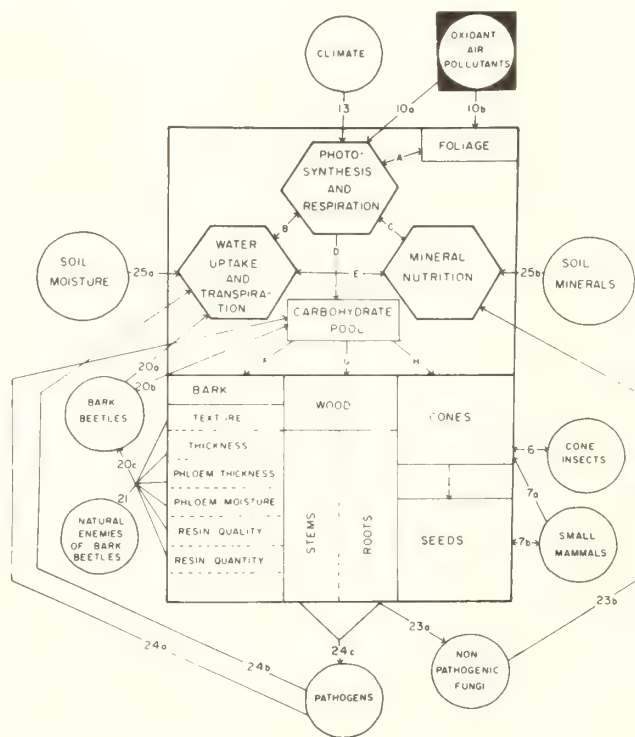 CLIMATE
OXIDANT
AIR
POLLUTANTS
13
10a
10b
FOLIAGE
PHOTO-
SYNTHESIS
AND
RESPIRATION
A
B
C
D
E
WATER
UPTAKE
AND
TRANSPIRA-
TION
MINERAL
NUTRITION
SOIL
MOISTURE
25a
25b
SOIL
MINERALS
CARBOHYDRATE
POOL
F
G
H
20a
20b
BARK
BEETLES
20c
21
NATURAL
ENEMIES
OF BARK
BEETLES
BARK
TEXTURE
THICKNESS
PHLOEM THICKNESS
PHLOEM MOISTURE
RESIN QUALITY
RESIN QUANTITY
WOOD
STEMS
ROOTS
CONES
SEEDS
6
CONE
INSECTS
7a
7b
SMALL
MAMMALS
23b
23a
24a
24b
24c
PATHOGENS
NON
PATHOGENIC
FUNGI